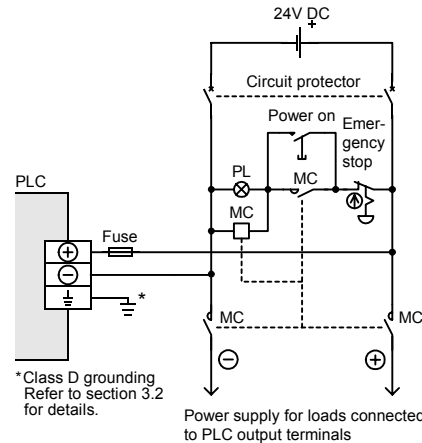 24V DC
+
Circuit protector
Power on
Emer-
gency
stop
PL
MC
PLC
MC
Fuse
+
−
*
MC
MC
−
+
*Class D grounding
Refer to section 3.2
for details.
Power supply for loads connected
to PLC output terminals